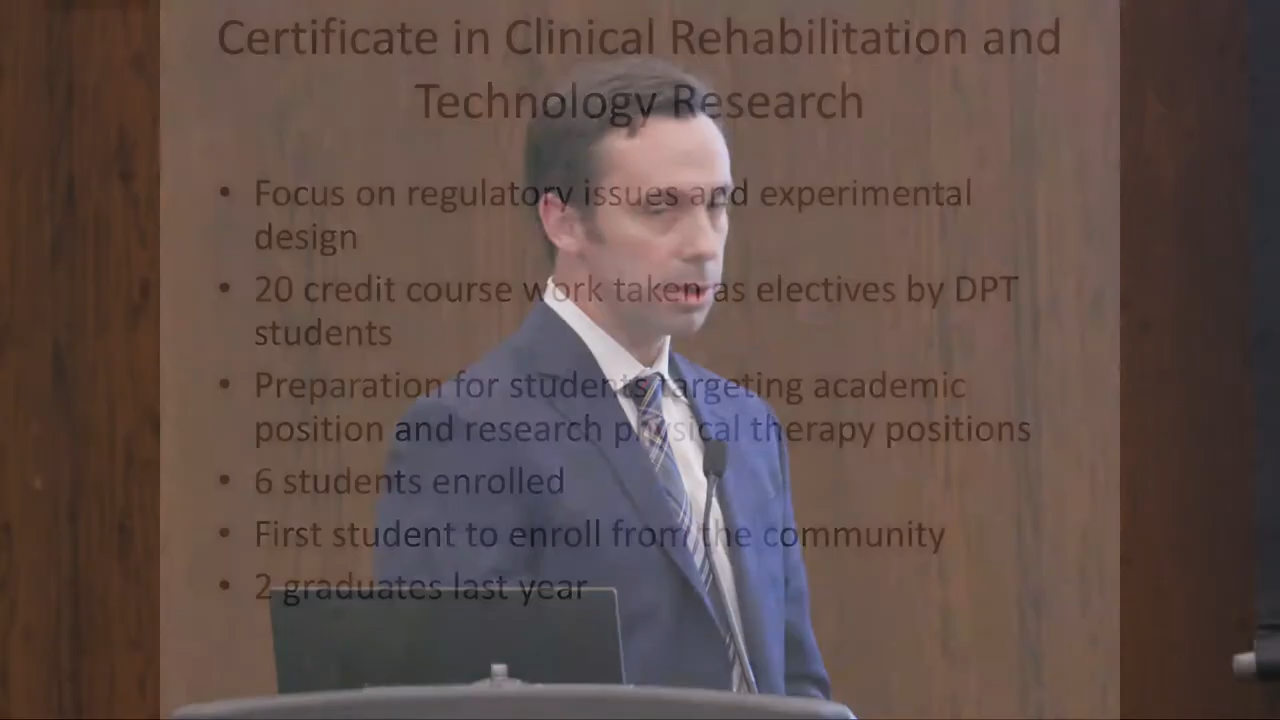 Certificate in Clinical Rehabilitation and
Technology Research
• Focus on regulatory issues and experimental
design
• 20 credit course work taken as electives by DPT
students
• Preparation for students targeting academic
position and research physical therapy positions
• 6 students enrolled
• First student to enroll from the community
• 2 graduates last year